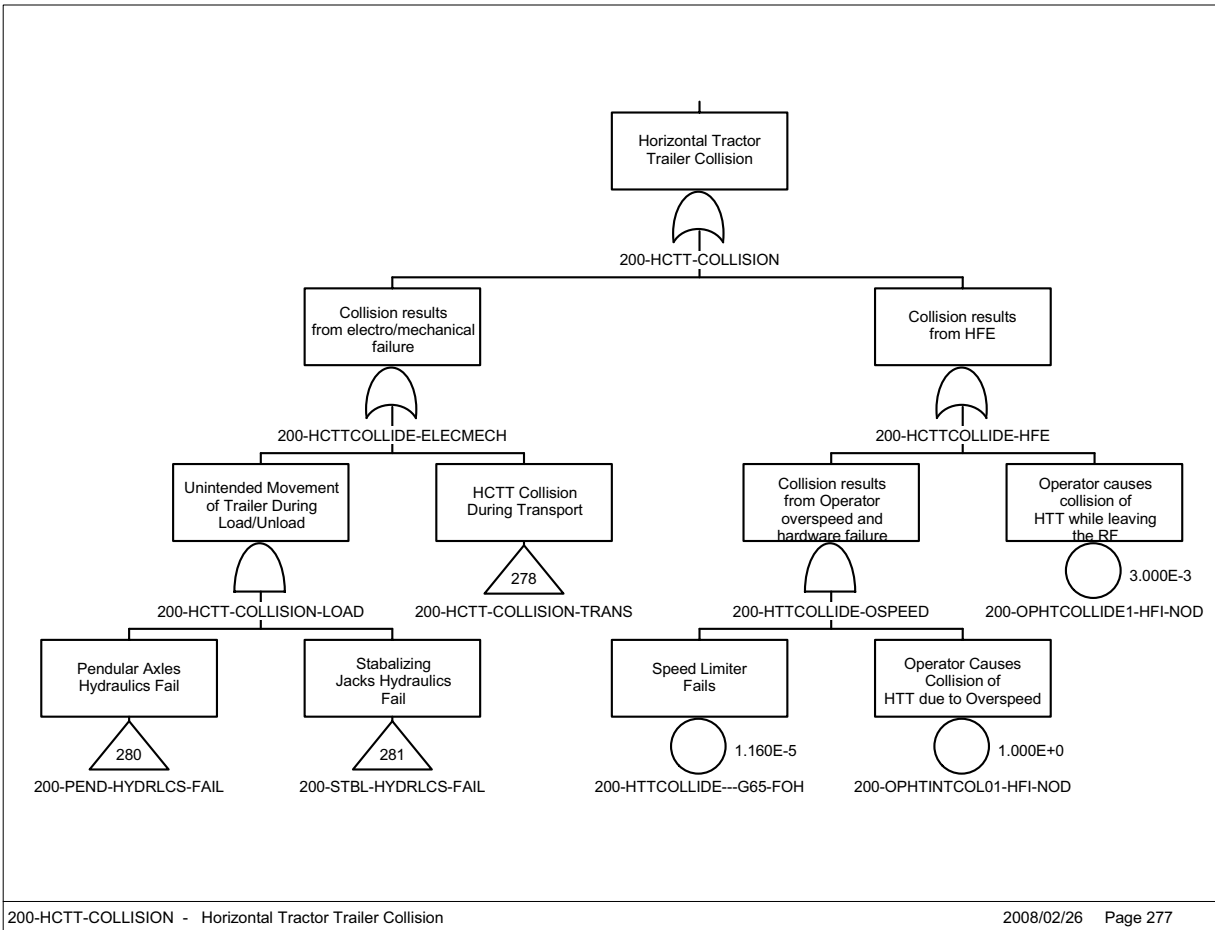 Horizontal Tractor
Trailer Collision
200-HCTT-COLLISION
Collision results
from electro/mechanical
failure
200-HCTTCOLLIDE-ELECMECH
Collision results
from HFE
200-HCTTCOLLIDE-HFE
Unintended Movement
of Trailer During
Load/Unload
200-HCTT-COLLISION-LOAD
HCTT Collision
During Transport
278
200-HCTT-COLLISION-TRANS
Collision results
from Operator
overspeed and
hardware failure
200-HTTCOLLIDE-OSPEED
Operator causes
collision of
HTT while leaving
the RF
3.000E-3
200-OPHTCOLLIDE1-HFI-NOD
Pendular Axles
Hydraulics Fail
280
200-PEND-HYDRLCS-FAIL
Stabalizing
Jacks Hydraulics
Fail
281
200-STBL-HYDRLCS-FAIL
Speed Limiter
Fails
1.160E-5
200-HTTCOLLIDE---G65-FOH
Operator Causes
Collision of
HTT due to Overspeed
1.000E+0
200-OPHTINTCOL01-HFI-NOD
200-HCTT-COLLISION - Horizontal Tractor Trailer Collision
2008/02/26 Page 277